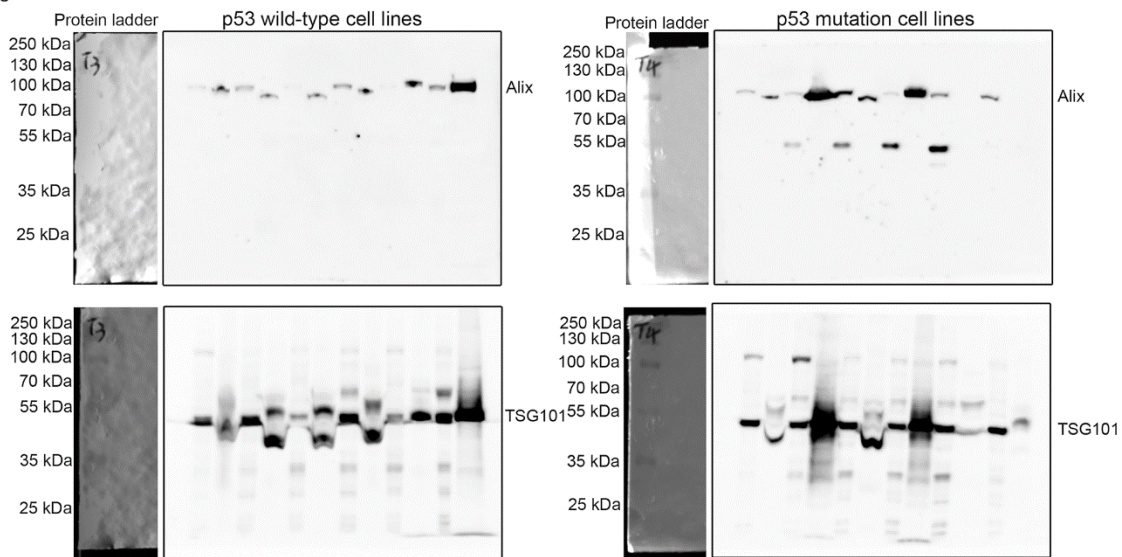 Protein ladder
p53 wild-type cell lines
250 kDa
130 kDa
100 kDa
70 kDa
55 kDa
35 kDa
25 kDa
T3
Alix
Protein ladder
p53 mutation cell lines
250 kDa
130 kDa
100 kDa
70 kDa
55 kDa
35 kDa
25 kDa
T4
Alix
250 kDa
130 kDa
100 kDa
70 kDa
55 kDa
35 kDa
25 kDa
T3
TSG101
250 kDa
130 kDa
100 kDa
70 kDa
55 kDa
35 kDa
25 kDa
T4
TSG101